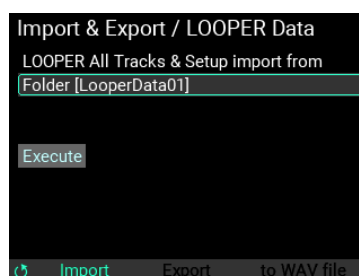 Import & Export / LOOPER Data
LOOPER All Tracks & Setup import from
Folder [LooperData01]
Execute
Import Export to WAV file